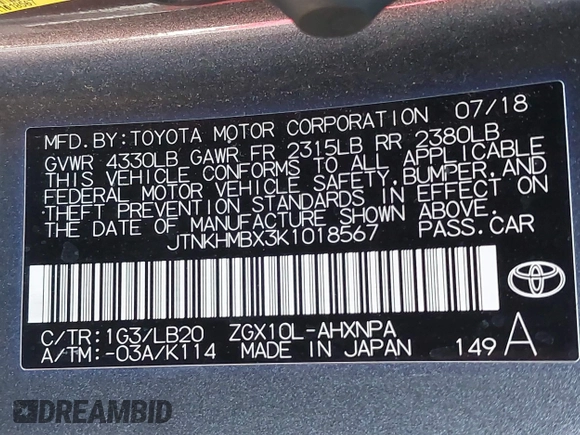 MFD. BY: TOYOTA MOTOR CORPORATION 07/18
GVWR 4330LB GAWR FR 2315LB RR 2380LB
THIS VEHICLE CONFORMS TO ALL APPLICABLE
FEDERAL MOTOR VEHICLE SAFETY, BUMPER, AND
THEFT PREVENTION STANDARDS IN EFFECT ON
THE DATE OF MANUFACTURE SHOWN ABOVE.
JTNKHMBX3K1018567 PASS.CAR
C/TR: 1G3/LB20 ZGX10L-AHXNPA
A/TM: -03A/K114 MADE IN JAPAN 149 A
DREAMBID